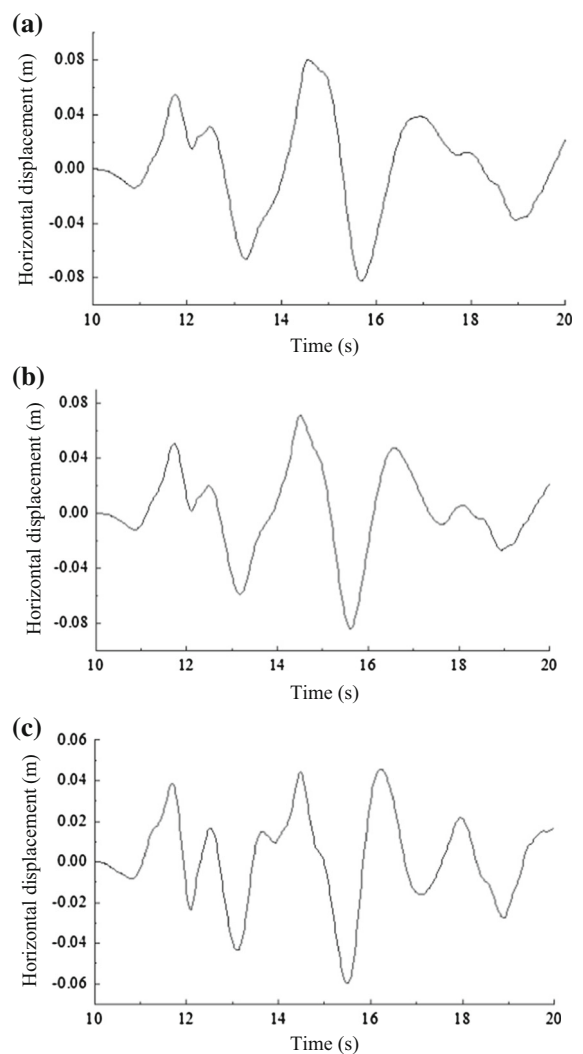 (a)
Horizontal displacement (m)
0.08
0.04
0.00
-0.04
-0.08
10 12 14 16 18 20
Time (s)
(b)
Horizontal displacement (m)
0.08
0.04
0.00
-0.04
-0.08
10 12 14 16 18 20
Time (s)
(c)
Horizontal displacement (m)
0.06
0.04
0.02
0.00
-0.02
-0.04
-0.06
10 12 14 16 18 20
Time (s)